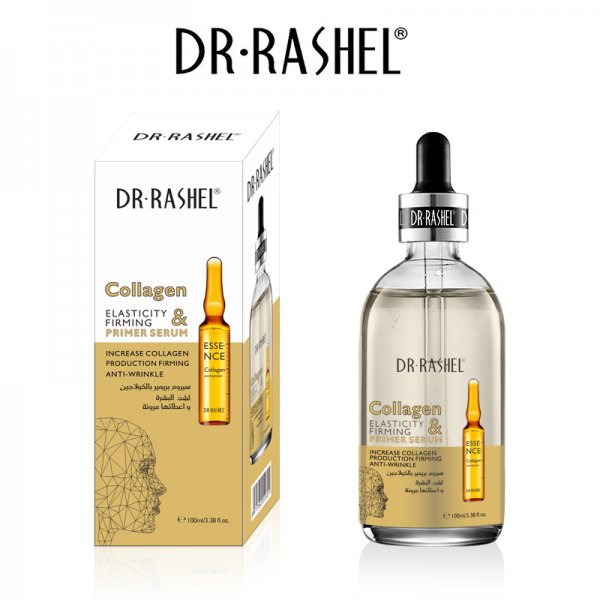 DR·RASHEL®
DR·RASHEL
DR·RASHEL®
Collagen
ELASTICITY
FIRMING &
PRIMER SERUM
INCREASE COLLAGEN
PRODUCTION FIRMING
ANTI-WRINKLE
سيروم بريمير بالكولاجين
لشد البشرة
و اعطائها مرونة
ESSE
NCE
Collagen
℮ 100ml/3.38 fl.oz.
DR·RASHEL
DR·RASHEL
DR·RASHEL®
Collagen
ELASTICITY
FIRMING &
PRIMER SERUM
INCREASE COLLAGEN
PRODUCTION FIRMING
ANTI-WRINKLE
سيروم بريمير بالكولاجين
لشد البشرة
و اعطائها مرونة
ESSE
NCE
Collagen
℮ 100ml/3.38 fl.oz.